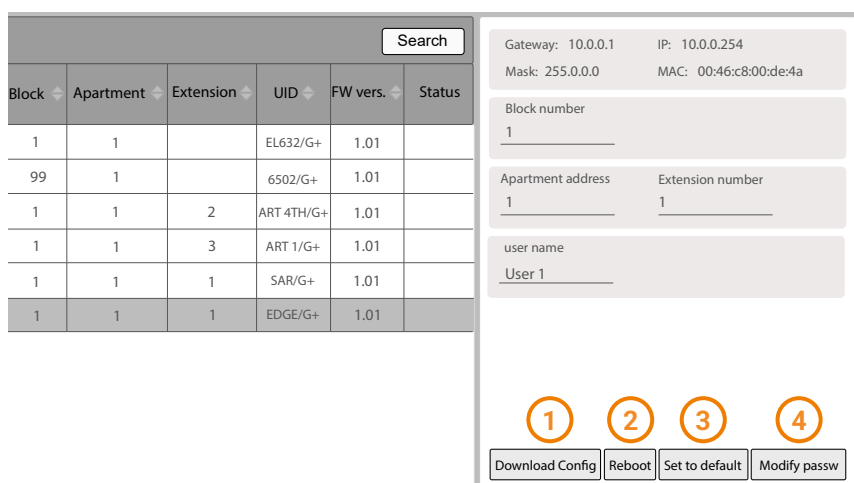 Search
Block Apartment Extension UID FW vers. Status
1 1 EL632/G+ 1.01
99 1 6502/G+ 1.01
1 1 2 ART 4TH/G+ 1.01
1 1 3 ART 1/G+ 1.01
1 1 1 SAR/G+ 1.01
1 1 1 EDGE/G+ 1.01
Gateway: 10.0.0.1 IP: 10.0.0.254
Mask: 255.0.0.0 MAC: 00:46:c8:00:de:4a
Block number
1
Apartment address Extension number
1 1
user name
User 1
1 2 3 4
Download Config Reboot Set to default Modify passw